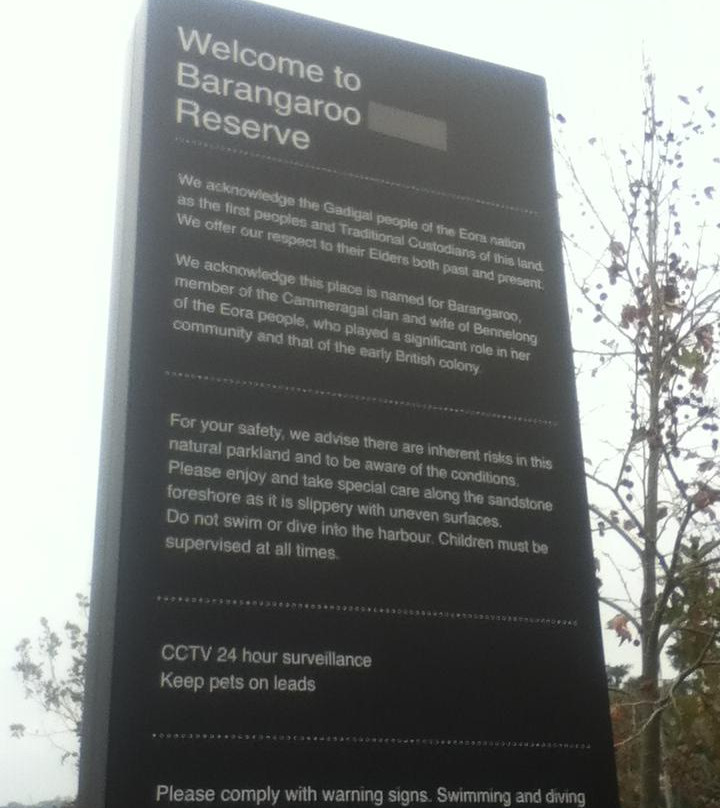 Welcome to
Barangaroo
Reserve
We acknowledge the Gadigal people of the Eora nation
as the first peoples and Traditional Custodians of this land.
We offer our respect to their Elders both past and present.
We acknowledge this place is named for Barangaroo,
member of the Cammeragal clan and wife of Bennelong
of the Eora people, who played a significant role in her
community and that of the early British colony.
For your safety, we advise there are inherent risks in this
natural parkland and to be aware of the conditions.
Please enjoy and take special care along the sandstone
foreshore as it is slippery with uneven surfaces.
Do not swim or dive into the harbour. Children must be
supervised at all times.
CCTV 24 hour surveillance
Keep pets on leads
Please comply with warning signs. Swimming and diving